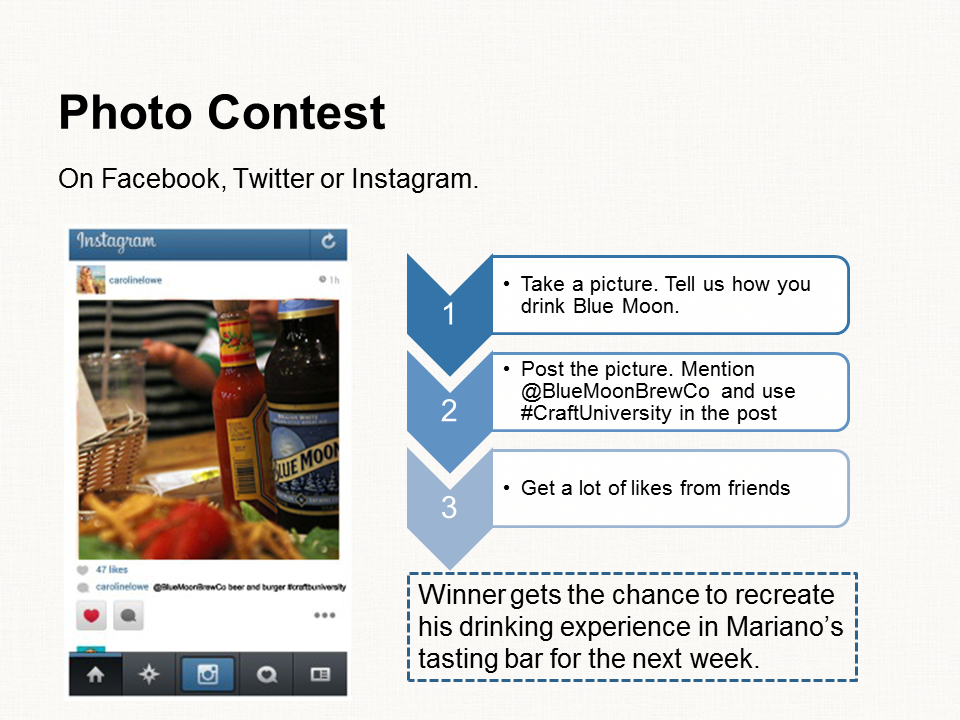 Photo Contest
On Facebook, Twitter or Instagram.
Instagram
carolinelowe
1h
BELGIAN WHITE
BLUE MOON
47 likes
carolinelowe @BlueMoonBrewCo beer and burger #craftbuniversity
1
• Take a picture. Tell us how you
drink Blue Moon.
2
• Post the picture. Mention
@BlueMoonBrewCo and use
#CraftUniversity in the post
3
• Get a lot of likes from friends
Winner gets the chance to recreate
his drinking experience in Mariano’s
tasting bar for the next week.